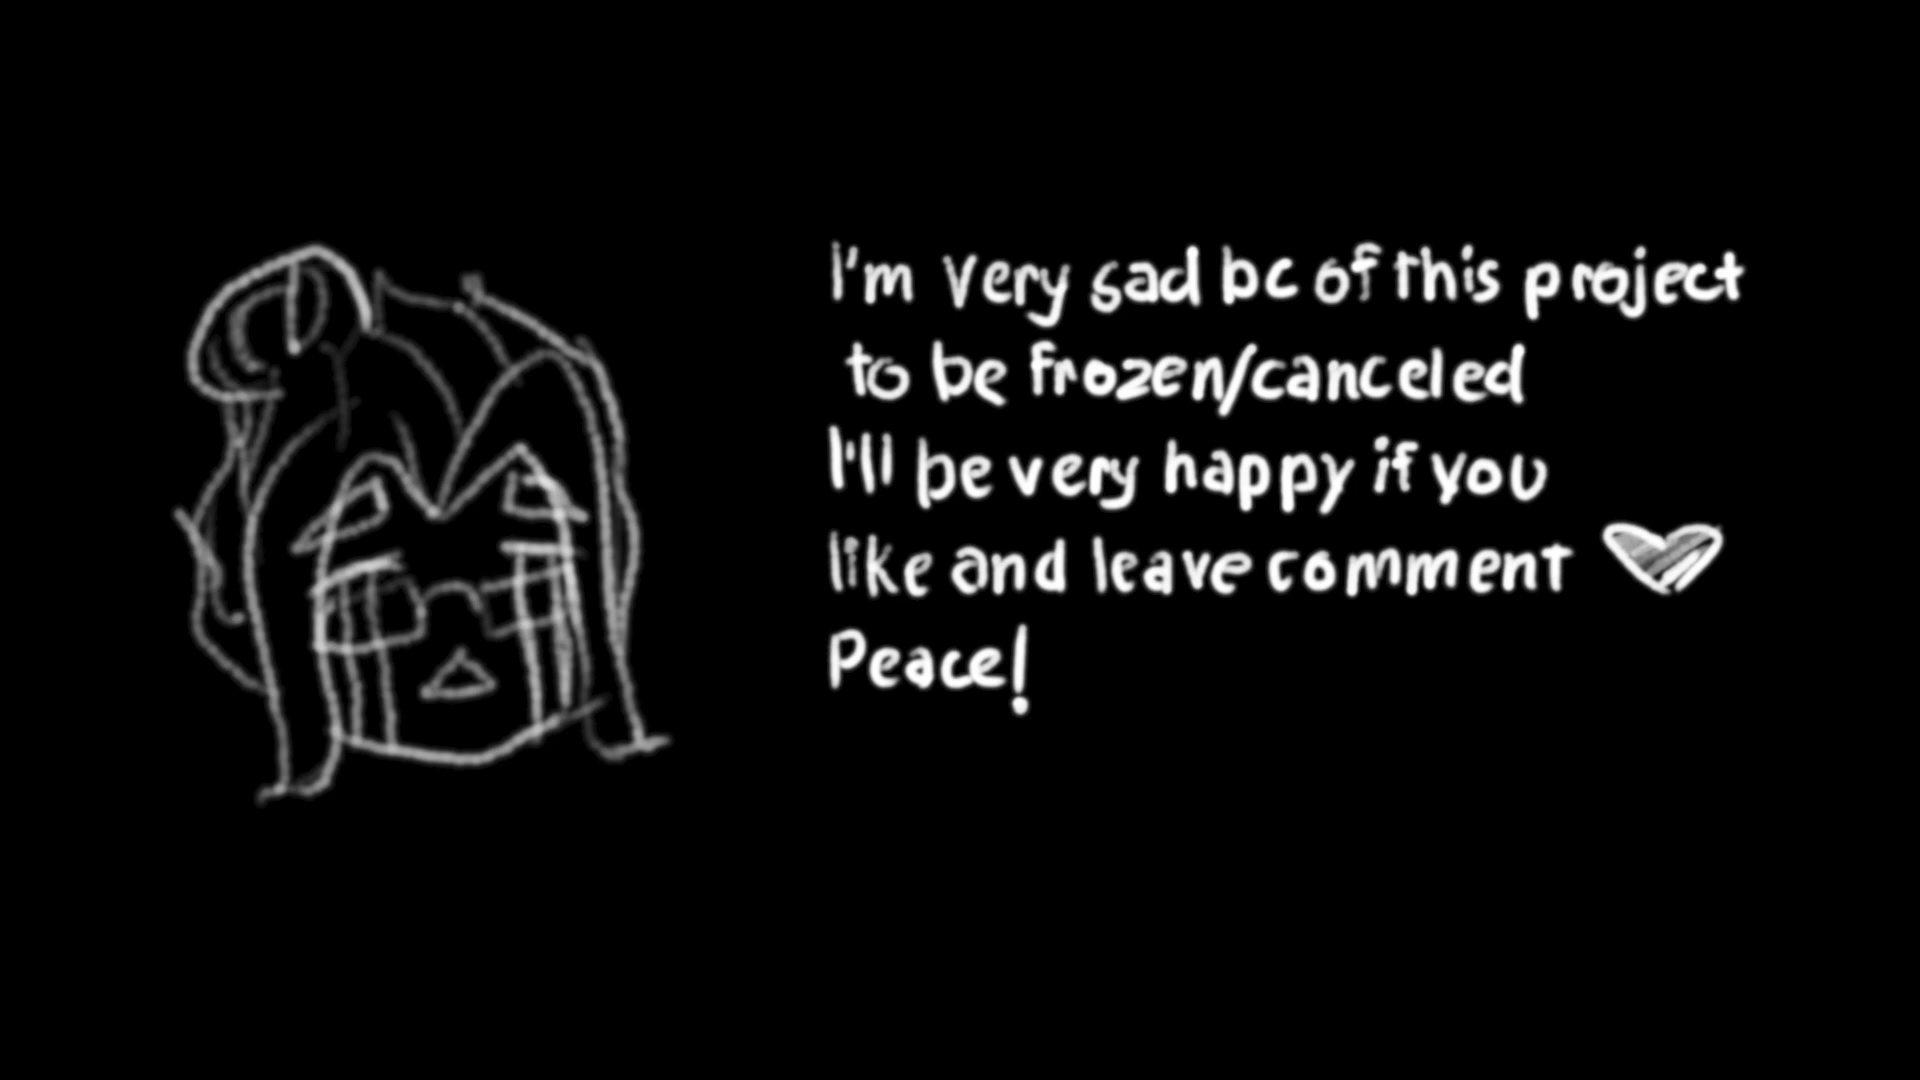 I'm very sad bc of this project
to be frozen/canceled
I'll be very happy if you
like and leave comment
Peace!